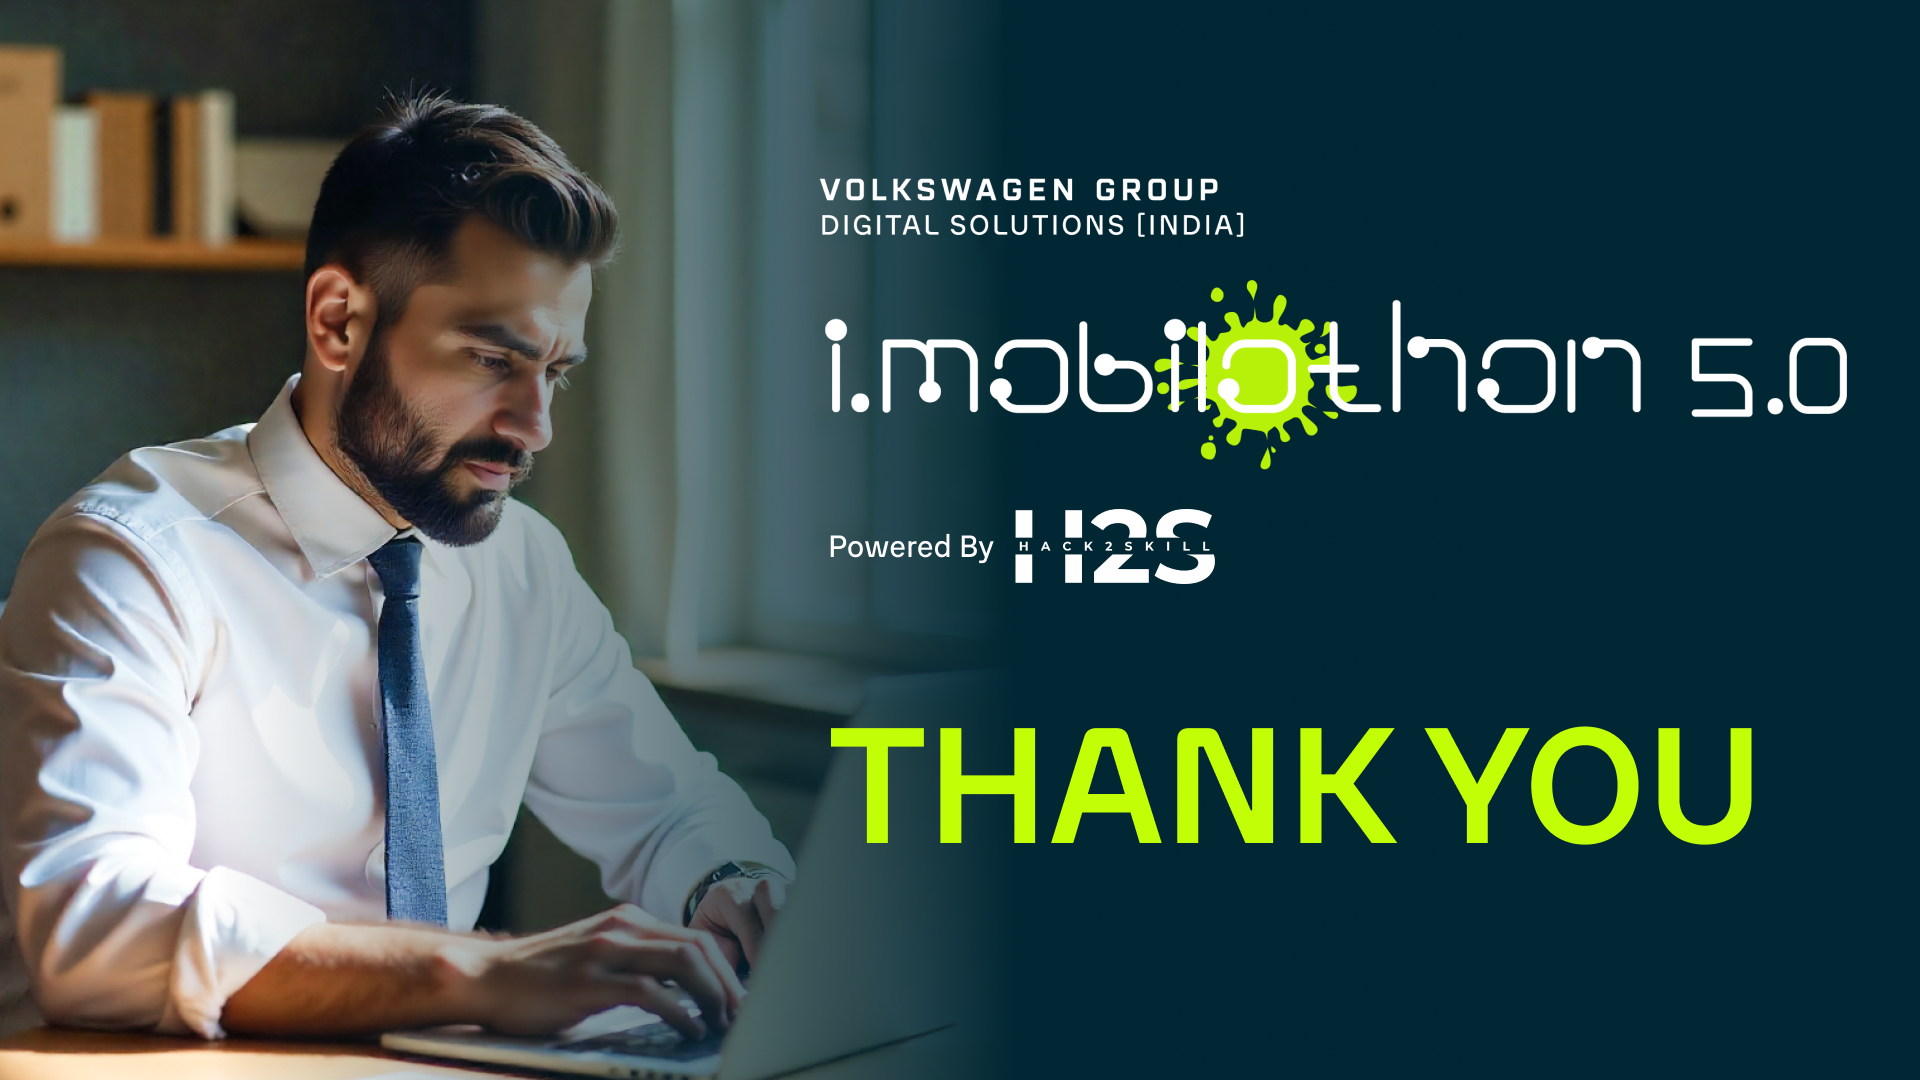 VOLKSWAGEN GROUP
DIGITAL SOLUTIONS [INDIA]
i.mobilothon 5.0
Powered By H2S
HACK2SKILL
THANK YOU